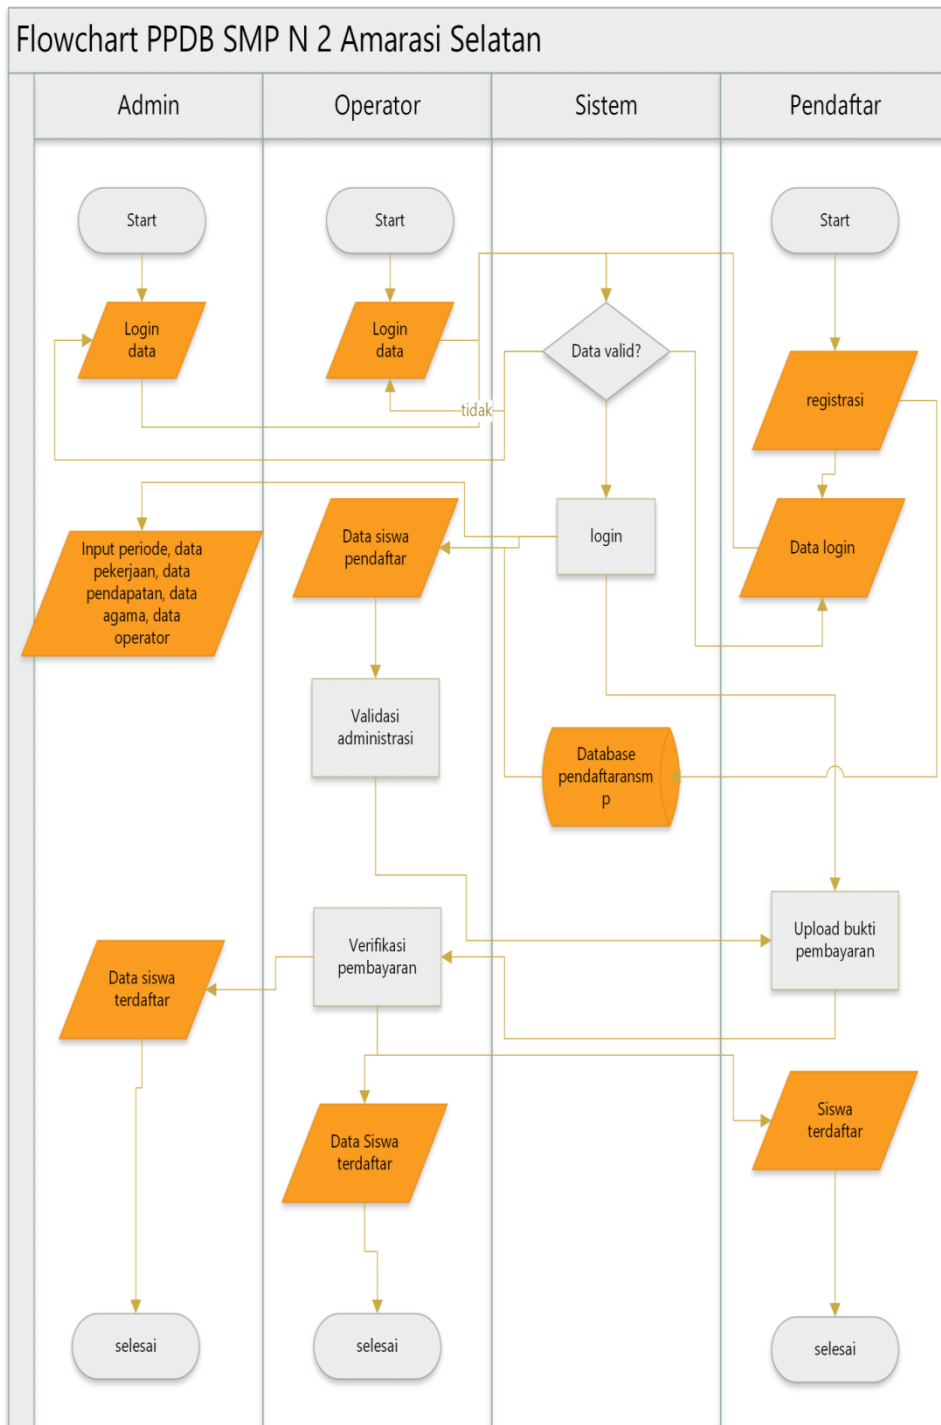 Flowchart PPDB SMP N 2 Amarasi Selatan
Admin
Operator
Sistem
Pendaftar
Start
Start
Start
Login
data
Login
data
Data valid?
registrasi
tidak
Data siswa
pendaftar
login
Data login
Input periode, data
pekerjaan, data
pendapatan, data
agama, data
operator
Validasi
administrasi
Database
pendaftaransm
p
Verifikasi
pembayaran
Upload bukti
pembayaran
Data siswa
terdaftar
Data Siswa
terdaftar
Siswa
terdaftar
selesai
selesai
selesai